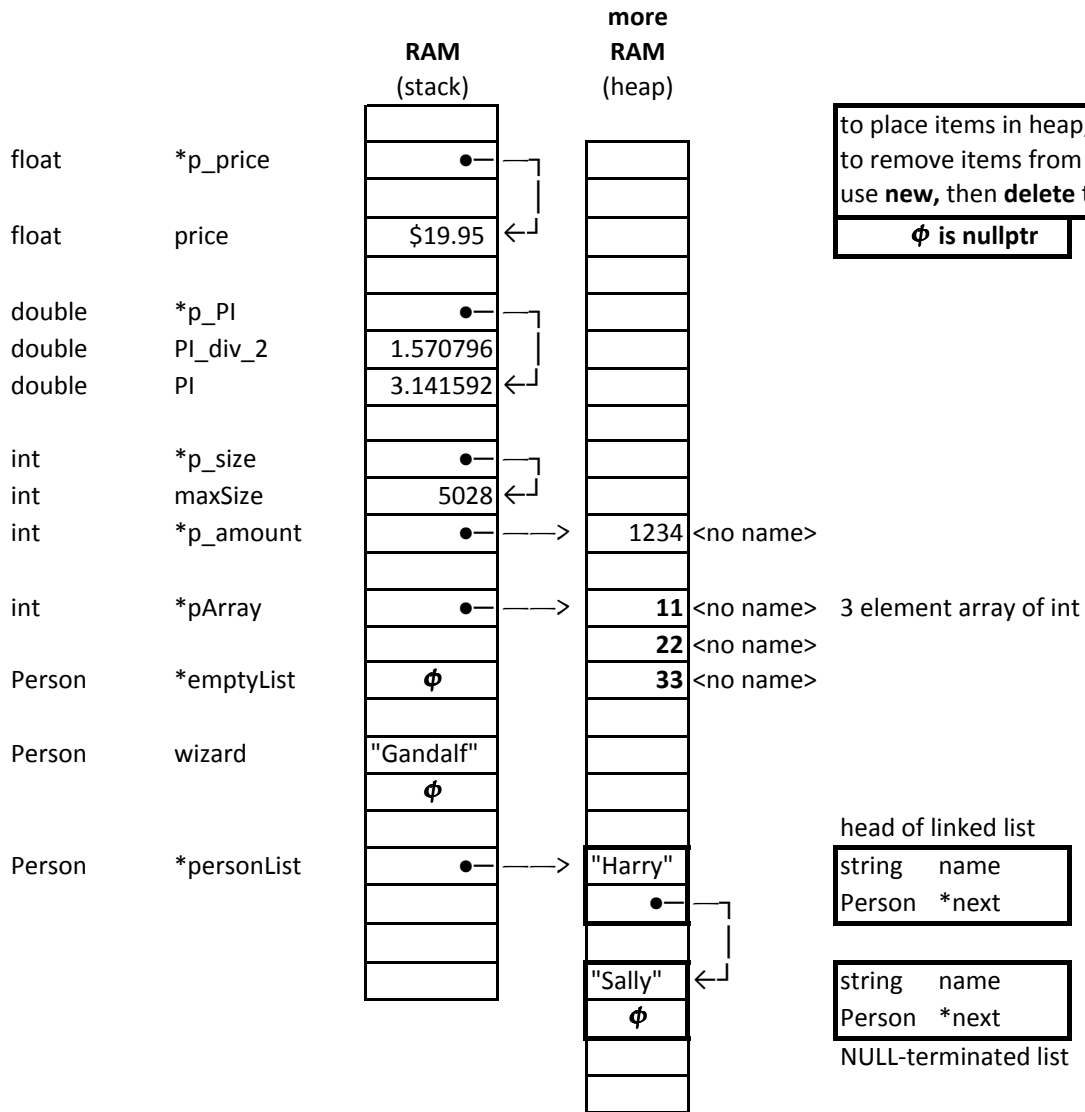 more
RAM RAM
(stack) (heap)
to place items in heap,
float *p_price to remove items from
use new, then delete
float price $19.95 ϕ is nullptr
double *p_PI
double PI_div_2 1.570796
double PI 3.141592
int *p_size
int maxSize 5028
int *p_amount 1234 <no name>
int *pArray 11 <no name> 3 element array of int
22 <no name>
Person *emptyList ϕ 33 <no name>
Person wizard "Gandalf"
ϕ
head of linked list
Person *personList "Harry" string name
Person *next
"Sally" string name
ϕ Person *next
NULL-terminated list